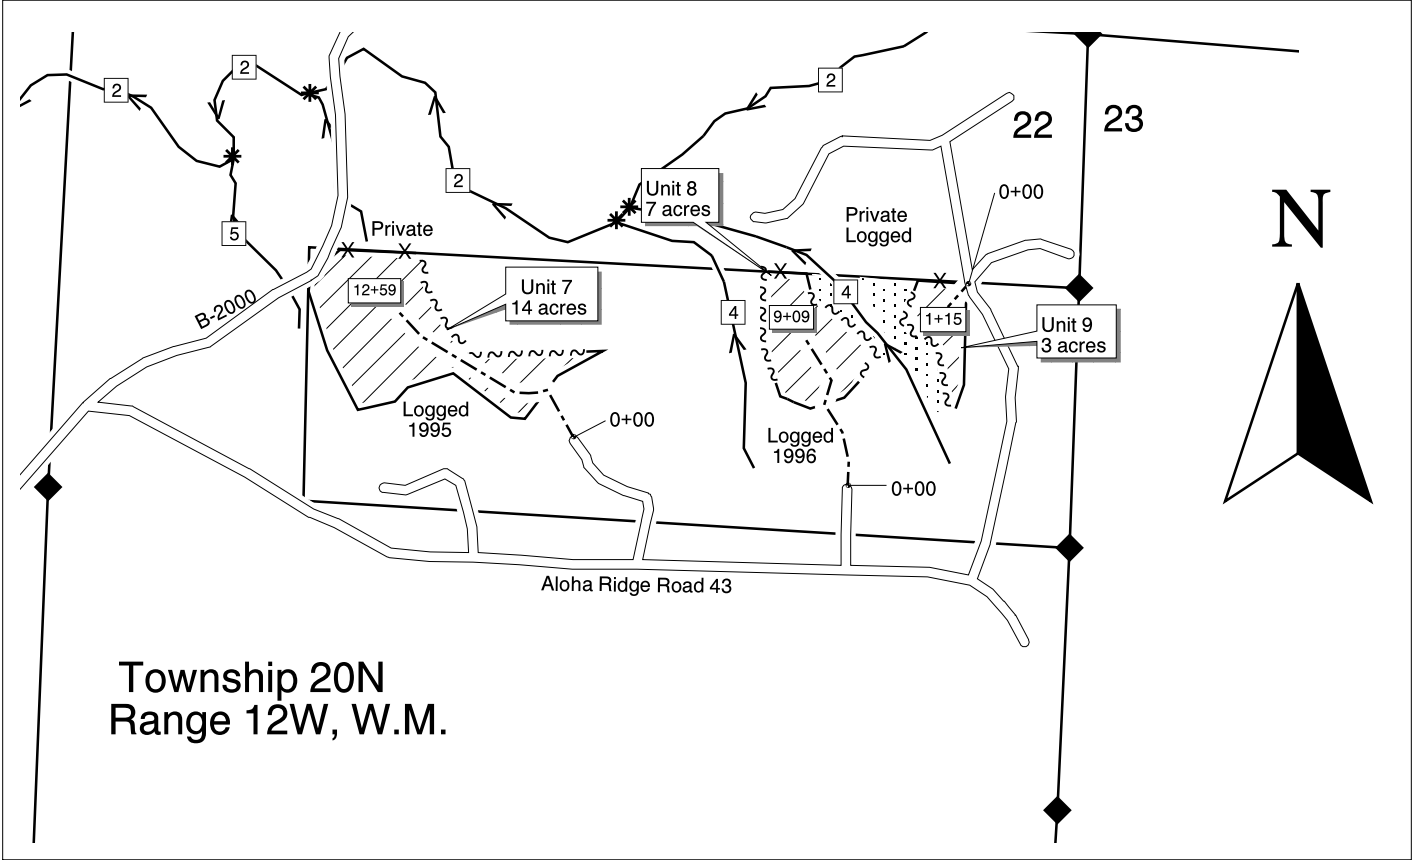 2
2
2
22
23
2
Unit 8
7 acres
0+00
N
Private
Logged
5
Private
12+59
Unit 7
14 acres
4
4
9+09
1+15
B-2000
Unit 9
3 acres
Logged
1995
0+00
Logged
1996
0+00
Aloha Ridge Road 43
Township 20N
Range 12W, W.M.